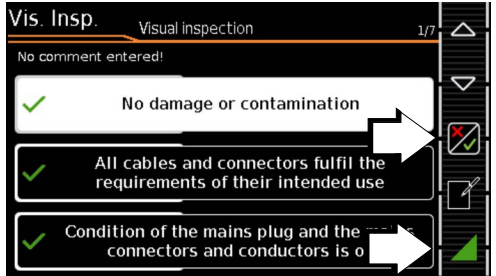 Vis. Insp.
Visual inspection
1/7
No comment entered!
No damage or contamination
All cables and connectors fulfil the
requirements of their intended use
Condition of the mains plug and the
connectors and conductors is